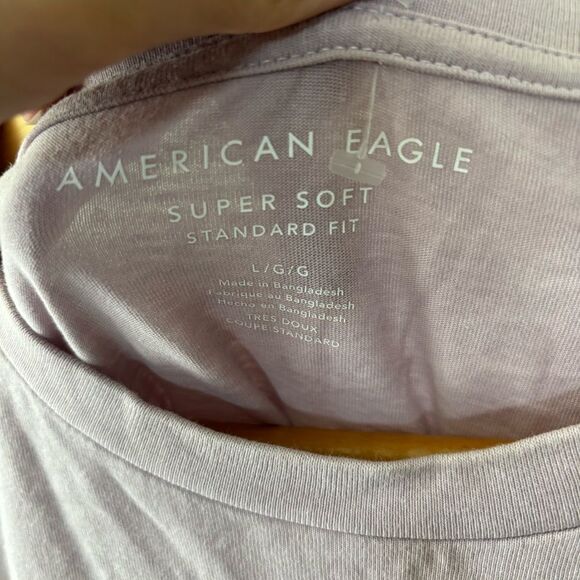 AMERICAN EAGLE
SUPER SOFT
STANDARD FIT
L/G/G
Made in Bangladesh
Fabriqué au Bangladesh
Hecho en Bangladesh
TRÈS DOUX
COUPE STANDARD